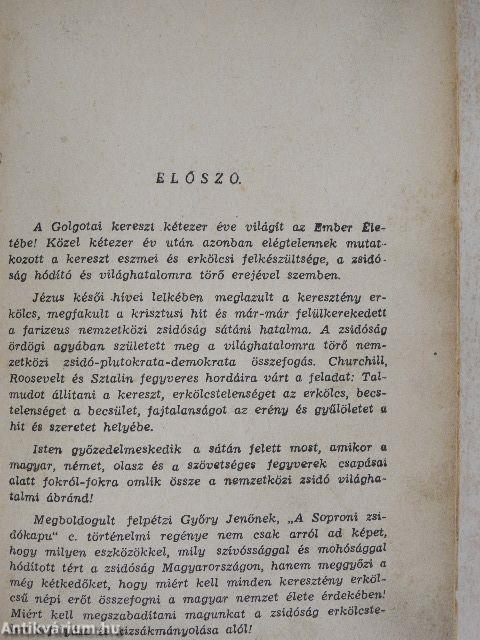 ELŐSZÓ.
A Golgotai kereszt kétezer éve világít az Ember Éle-
tébe! Közel kétezer év után azonban elégtelennek mutat-
kozott a kereszt eszmei és erkölcsi felkészültsége, a zsidó-
ság hódító és világhatalomra törő erejével szemben.
Jézus késői hívei lelkében meglazult a keresztény er-
kölcs, megfakult a krisztusi hit és már-már felülkerekedett
a farizeus nemzetközi zsidóság sátáni hatalma. A zsidóság
ördögi agyában született meg a világhatalomra törő nem-
zetközi zsidó-plutokrata-demokrata összefogás. Churchill,
Roosevelt és Sztalin fegyveres hordáira várt a feladat: Tal-
mudot állítani a kereszt, erkölcstelenséget az erkölcs, becs-
telenséget a becsület, fajtalanságot az erény és gyűlöletet a
hit és szeretet helyébe.
Isten győzedelmeskedik a sátán felett most, amikor a
magyar, német, olasz és a szövetséges fegyverek csapásai
alatt fokról-fokra omlik össze a nemzetközi zsidó világha-
talmi ábránd!
Megboldogult felpétzi Győry Jenőnek, „A Soproni zsi-
dókapu" c. történelmi regénye nem csak arról ad képet,
hogy milyen eszközökkel, mily szívóssággal és mohósággal
hódított tért a zsidóság Magyarországon, hanem meggyőzi a
még kétkedőket, hogy miért kell minden keresztény erköl-
csű népi erőt összefogni a magyar nemzet élete érdekében!
Miért kell megszabadítani magunkat a zsidóság erkölcste-
kizsákmányolása alól!
Antikvárium.hu